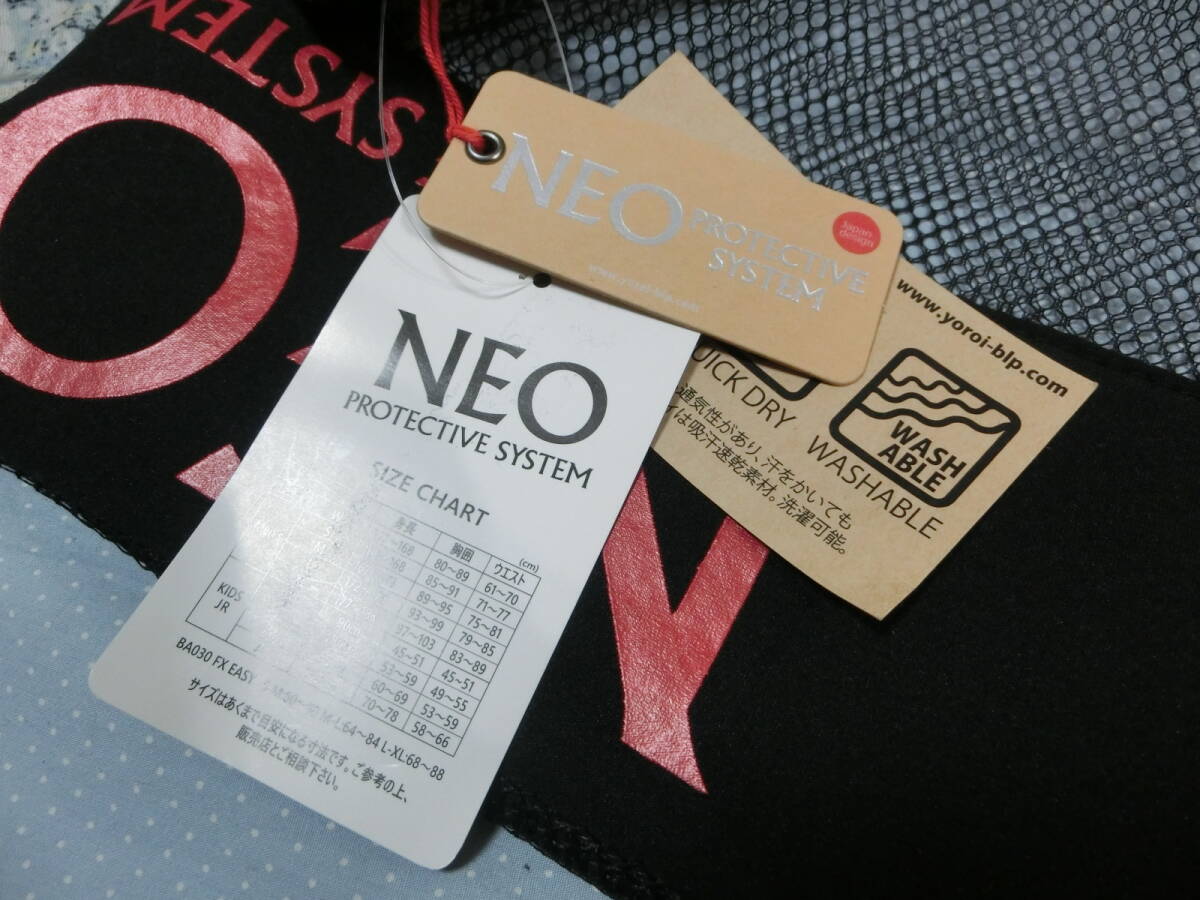 SYSTEM
O
N
NEO
PROTECTIVE
SYSTEM
Japan
design
www.yoroi-blp.com
www.yoroi-blp.com
WASH
ABLE
DRY
WASHABLE
通気性があり、汗をかいても
は吸汗速乾素材。洗濯可能。
NEO
PROTECTIVE SYSTEM
SIZE CHART
(cm)
身長 胸囲 ウエスト
80~89 61~70
85~91 71~77
89~95 75~81
93~99 79~85
97~103 83~89
45~51 45~51
53~59 49~55
60~69 53~59
70~78 58~66
KIDS
JR
BA030 FX EASY L:64~84 L-XL:68~88
サイズはあくまで目安になる寸法です。ご参考の上、
販売店とご相談下さい。